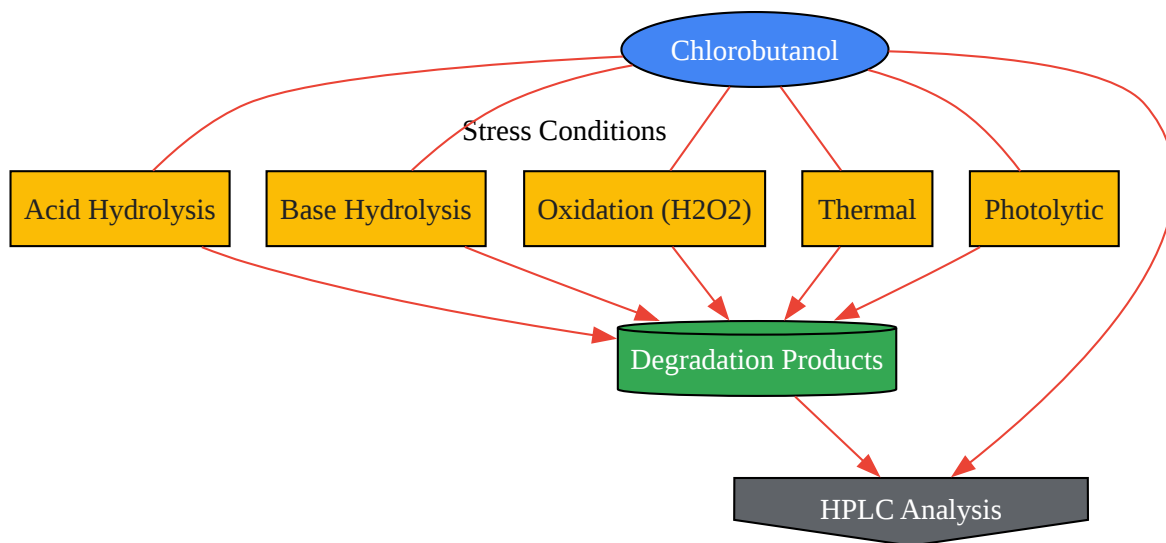 Chlorobutanol
Stress Conditions
Acid Hydrolysis
Base Hydrolysis
Oxidation (H2O2)
Thermal
Photolytic
Degradation Products
HPLC Analysis